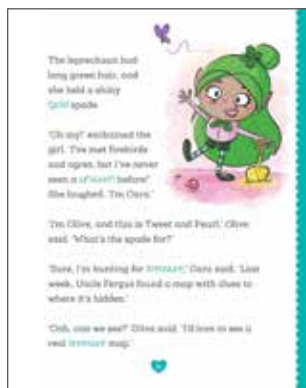 The leprechaun had
long green hair, and
she held a shiny
gold spade.
'Oh my!' exclaimed the
girl. 'I've met firebirds
and ogres, but I've never
seen a before!'
She laughed. 'I'm Cara.'
'I'm Olive, and this is Tweet and Pearl,' Olive
said. 'What's the spade for?'
'Sure, I'm hunting for treasure,' Cara said. 'Last
week, Uncle Fergus found a map with clues to
where it's hidden.'
'Ooh, can we see?' Olive said. 'I'd love to see a
real treasure map.'